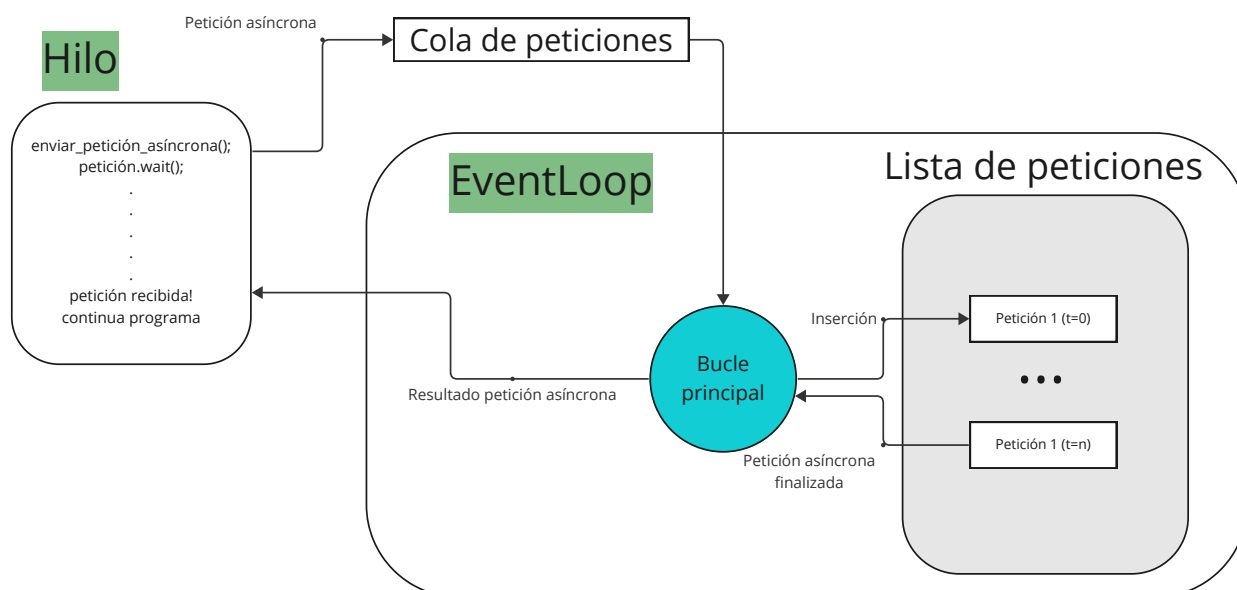 Petición asíncrona
Cola de peticiones
Hilo
enviar_petición_asíncrona();
petición.wait();
.
.
.
.
.
petición recibida!
continua programa
EventLoop
Lista de peticiones
Inserción
Petición 1 (t=0)
Bucle
principal
...
Resultado petición asíncrona
Petición 1 (t=n)
Petición asíncrona
finalizada